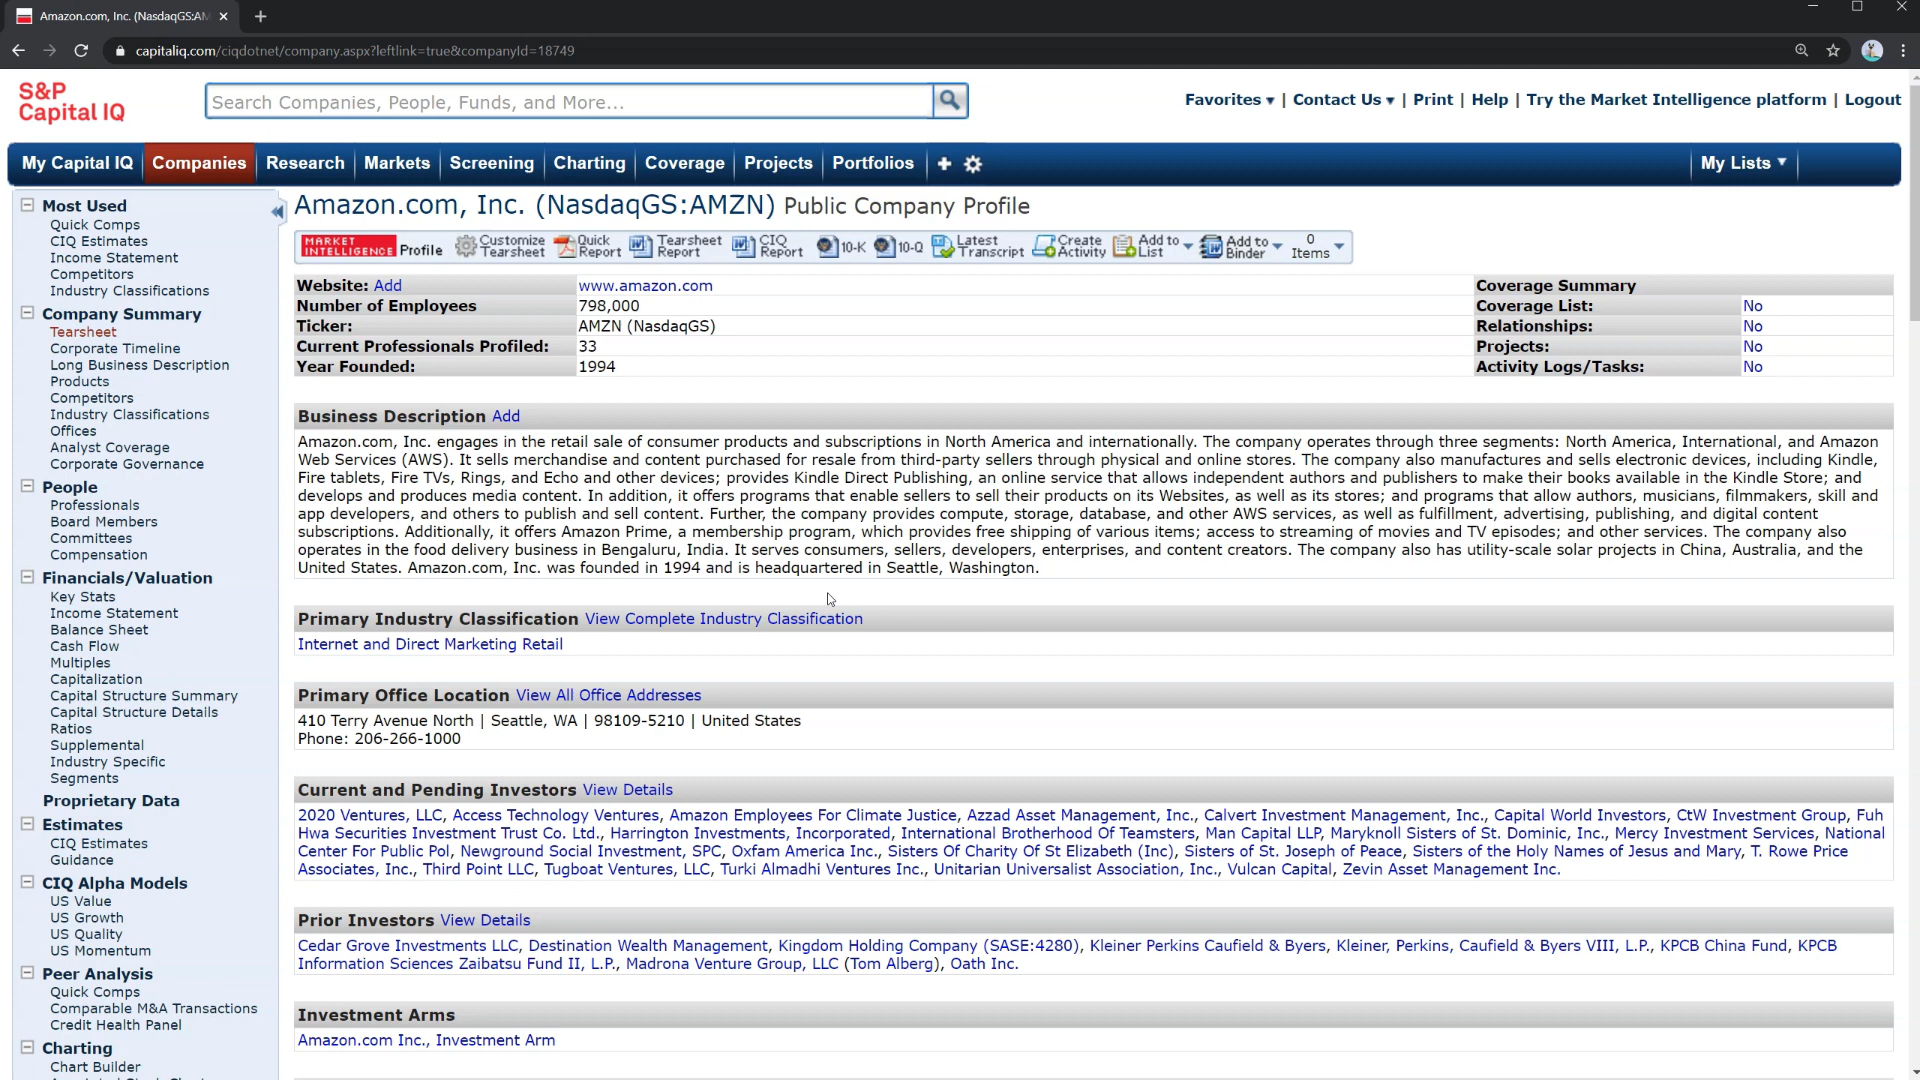 Amazon.com, Inc. (NasdaqGS:AM
capitaliq.com/ciqdotnet/company.aspx?leftlink=true&companyId=18749
S&P
Capital IQ
Search Companies, People, Funds, and More...
Favorites ▾ | Contact Us ▾ | Print | Help | Try the Market Intelligence platform | Logout
My Capital IQ Companies Research Markets Screening Charting Coverage Projects Portfolios My Lists ▾
Most Used
Quick Comps
CIQ Estimates
Income Statement
Competitors
Industry Classifications
Company Summary
Tearsheet
Corporate Timeline
Long Business Description
Products
Competitors
Industry Classifications
Offices
Analyst Coverage
Corporate Governance
People
Professionals
Board Members
Committees
Compensation
Financials/Valuation
Key Stats
Income Statement
Balance Sheet
Cash Flow
Multiples
Capitalization
Capital Structure Summary
Capital Structure Details
Ratios
Supplemental
Industry Specific
Segments
Proprietary Data
Estimates
CIQ Estimates
Guidance
CIQ Alpha Models
US Value
US Growth
US Quality
US Momentum
Peer Analysis
Quick Comps
Comparable M&A Transactions
Credit Health Panel
Charting
Chart Builder
Amazon.com, Inc. (NasdaqGS:AMZN) Public Company Profile
MARKET INTELLIGENCE Profile Customize Tearsheet Quick Report Tearsheet Report CIQ Report 10-K 10-Q Latest Transcript Create Activity Add to List Add to Binder 0 Items
Website: Add www.amazon.com
Number of Employees 798,000
Ticker: AMZN (NasdaqGS)
Current Professionals Profiled: 33
Year Founded: 1994
Coverage Summary
Coverage List: No
Relationships: No
Projects: No
Activity Logs/Tasks: No
Business Description Add
Amazon.com, Inc. engages in the retail sale of consumer products and subscriptions in North America and internationally. The company operates through three segments: North America, International, and Amazon
Web Services (AWS). It sells merchandise and content purchased for resale from third-party sellers through physical and online stores. The company also manufactures and sells electronic devices, including Kindle,
Fire tablets, Fire TVs, Rings, and Echo and other devices; provides Kindle Direct Publishing, an online service that allows independent authors and publishers to make their books available in the Kindle Store; and
develops and produces media content. In addition, it offers programs that enable sellers to sell their products on its Websites, as well as its stores; and programs that allow authors, musicians, filmmakers, skill and
app developers, and others to publish and sell content. Further, the company provides compute, storage, database, and other AWS services, as well as fulfillment, advertising, publishing, and digital content
subscriptions. Additionally, it offers Amazon Prime, a membership program, which provides free shipping of various items; access to streaming of movies and TV episodes; and other services. The company also
operates in the food delivery business in Bengaluru, India. It serves consumers, sellers, developers, enterprises, and content creators. The company also has utility-scale solar projects in China, Australia, and the
United States. Amazon.com, Inc. was founded in 1994 and is headquartered in Seattle, Washington.
Primary Industry Classification View Complete Industry Classification
Internet and Direct Marketing Retail
Primary Office Location View All Office Addresses
410 Terry Avenue North | Seattle, WA | 98109-5210 | United States
Phone: 206-266-1000
Current and Pending Investors View Details
2020 Ventures, LLC, Access Technology Ventures, Amazon Employees For Climate Justice, Azzad Asset Management, Inc., Calvert Investment Management, Inc., Capital World Investors, CtW Investment Group, Fuh
Hwa Securities Investment Trust Co. Ltd., Harrington Investments, Incorporated, International Brotherhood Of Teamsters, Man Capital LLP, Maryknoll Sisters of St. Dominic, Inc., Mercy Investment Services, National
Center For Public Pol, Newground Social Investment, SPC, Oxfam America Inc., Sisters Of Charity Of St Elizabeth (Inc), Sisters of St. Joseph of Peace, Sisters of the Holy Names of Jesus and Mary, T. Rowe Price
Associates, Inc., Third Point LLC, Tugboat Ventures, LLC, Turki Almadhi Ventures Inc., Unitarian Universalist Association, Inc., Vulcan Capital, Zevin Asset Management Inc.
Prior Investors View Details
Cedar Grove Investments LLC, Destination Wealth Management, Kingdom Holding Company (SASE:4280), Kleiner Perkins Caufield & Byers, Kleiner, Perkins, Caufield & Byers VIII, L.P., KPCB China Fund, KPCB
Information Sciences Zaibatsu Fund II, L.P., Madrona Venture Group, LLC (Tom Alberg), Oath Inc.
Investment Arms
Amazon.com Inc., Investment Arm